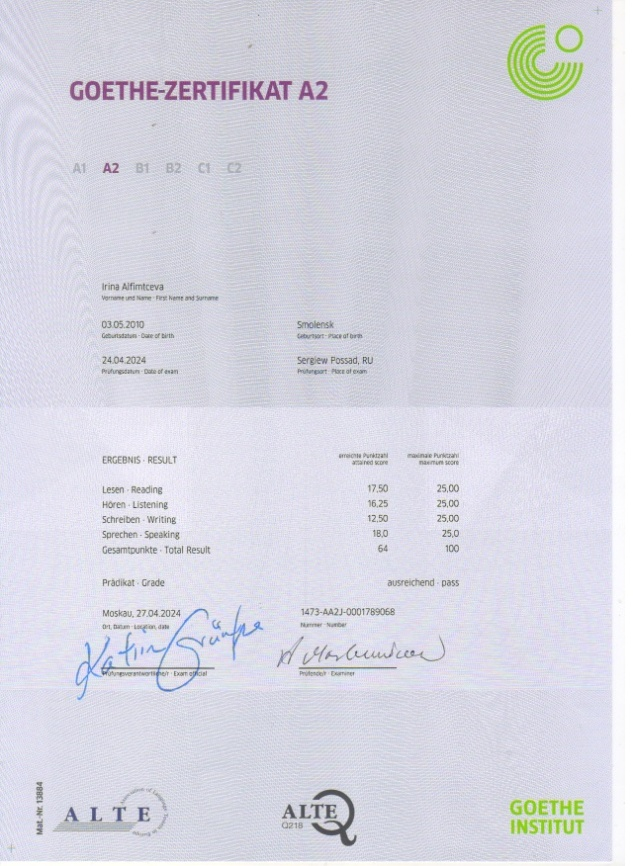 GOETHE-ZERTIFIKAT A2
A1 A2 B1 B2 C1 C2
Irina Alfimtceva
Vorname und Name · First Name and Surname
03.05.2010 Smolensk
Geburtsdatum · Date of birth Geburtsort · Place of birth
24.04.2024 Sergiew Possad, RU
Prüfungsdatum · Date of exam Prüfungsort · Place of exam
ERGEBNIS · RESULT
erreichte Punktzahl maximale Punktzahl
attained score maximum score
Lesen · Reading 17,50 25,00
Hören · Listening 16,25 25,00
Schreiben · Writing 12,50 25,00
Sprechen · Speaking 18,0 25,0
Gesamtpunkte · Total Result 64 100
Prädikat · Grade ausreichend · pass
Moskau, 27.04.2024 1473-AA2J-0001789068
Ort, Datum · Location, date Nummer · Number
Prüfungsverantwortliche/r · Exam official Prüfende/r · Examiner
Mat.-Nr. 13884
ALTE
ALTE
Q218
GOETHE
INSTITUT